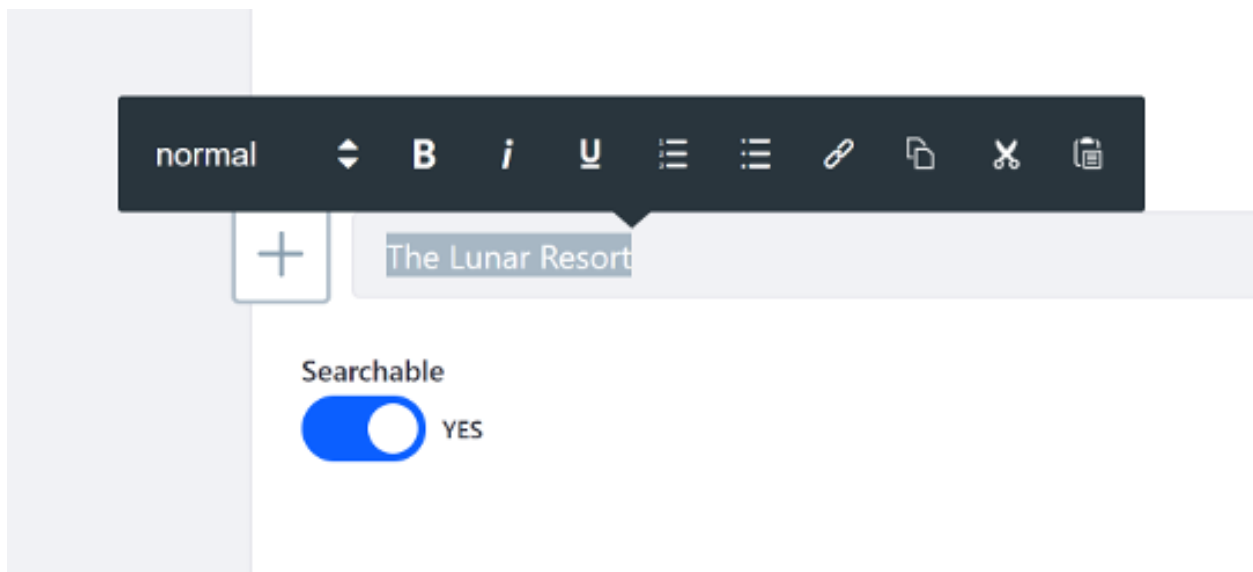 normal B i U
The Lunar Resort
Searchable
YES